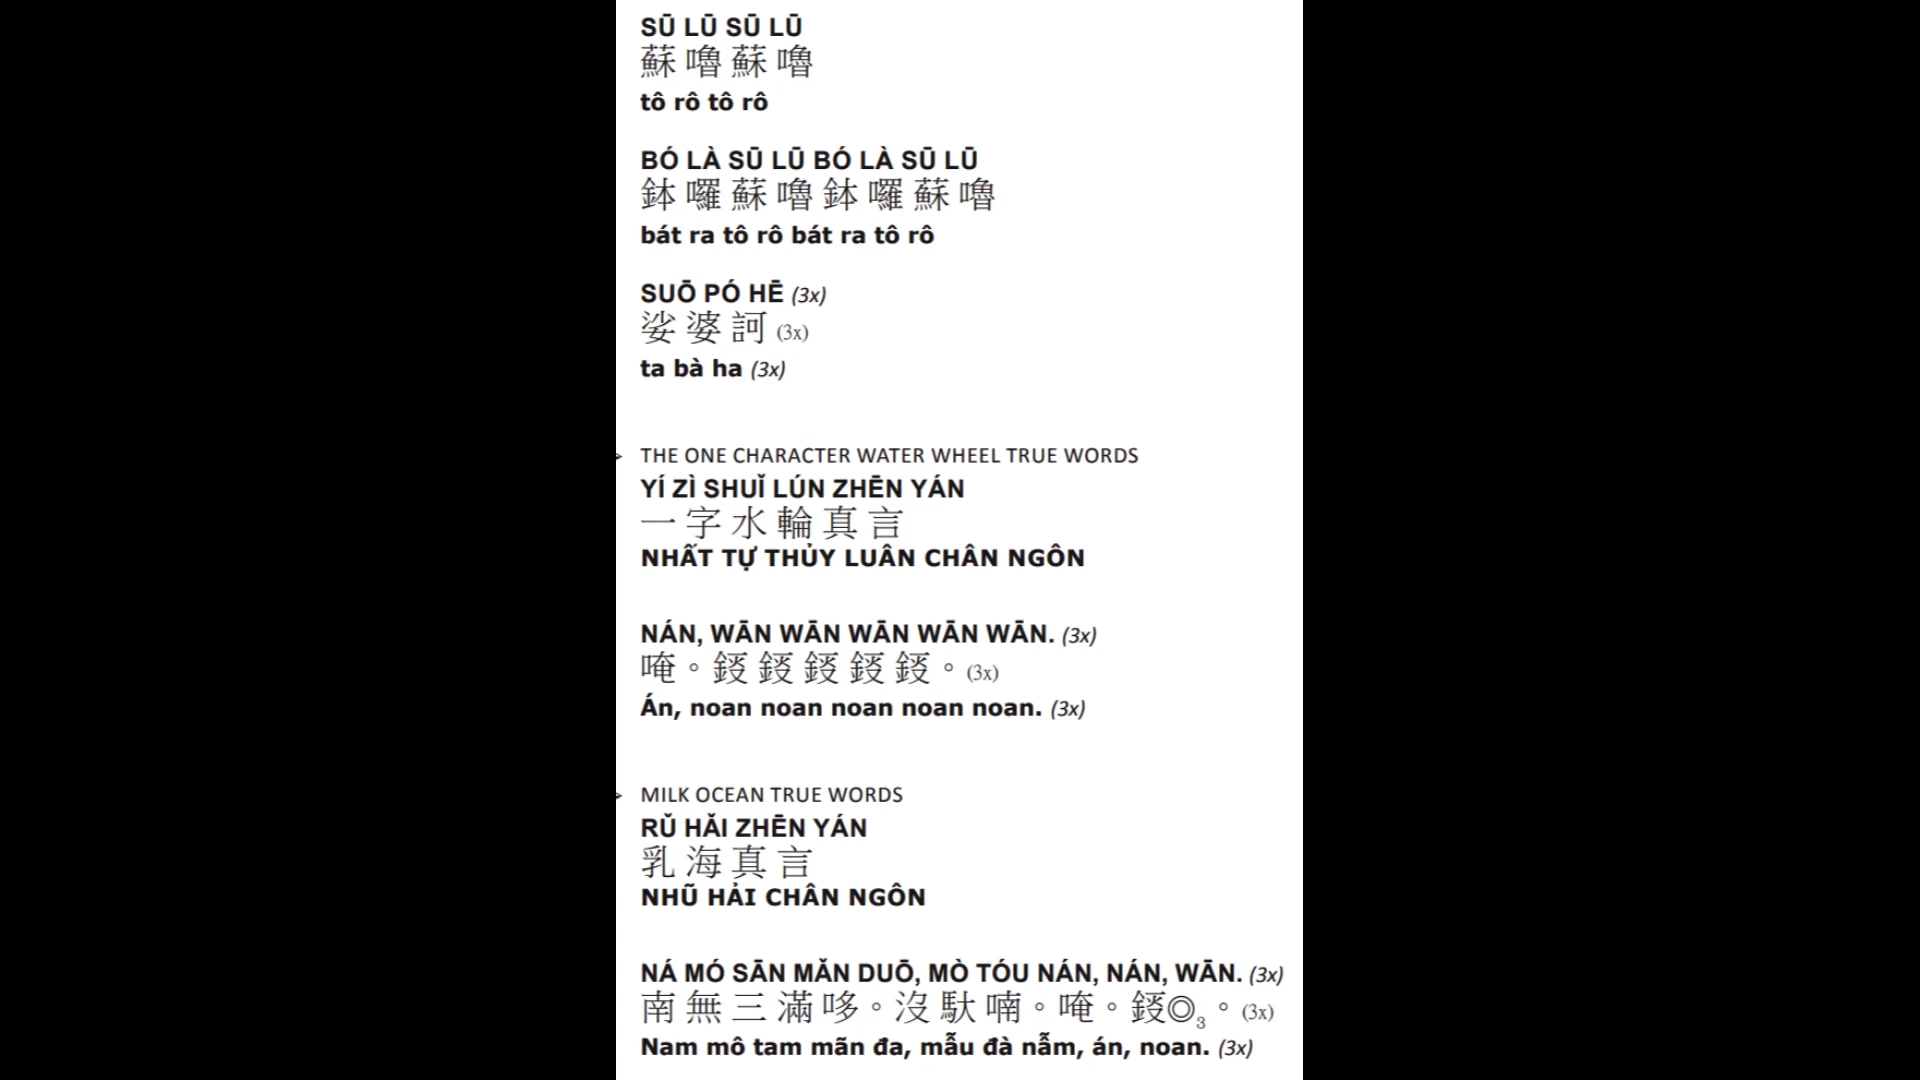 SŪ LŪ SŪ LŪ
蘇 嚕 蘇 嚕
tô rô tô rô
BÓ LÀ SŪ LŪ BÓ LÀ SŪ LŪ
鉢 囉 蘇 嚕 鉢 囉 蘇 嚕
bát ra tô rô bát ra tô rô
SUŌ PÓ HĒ (3x)
娑 婆 訶 (3x)
ta bà ha (3x)
THE ONE CHARACTER WATER WHEEL TRUE WORDS
YÍ ZÌ SHUǏ LÚN ZHĒN YÁN
一 字 水 輪 真 言
NHẤT TỰ THỦY LUÂN CHÂN NGÔN
NÁN, WĀN WĀN WĀN WĀN WĀN. (3x)
唵。鋄 鋄 鋄 鋄 鋄。(3x)
Án, noan noan noan noan noan. (3x)
MILK OCEAN TRUE WORDS
RǓ HǍI ZHĒN YÁN
乳 海 真 言
NHŨ HẢI CHÂN NGÔN
NÁ MÓ SĀN MǍN DUŌ, MÒ TÓU NÁN, NÁN, WĀN. (3x)
南 無 三 滿 哆。沒 馱 喃。唵。鋄◎3。(3x)
Nam mô tam mãn đa, mẫu đà nẫm, án, noan. (3x)